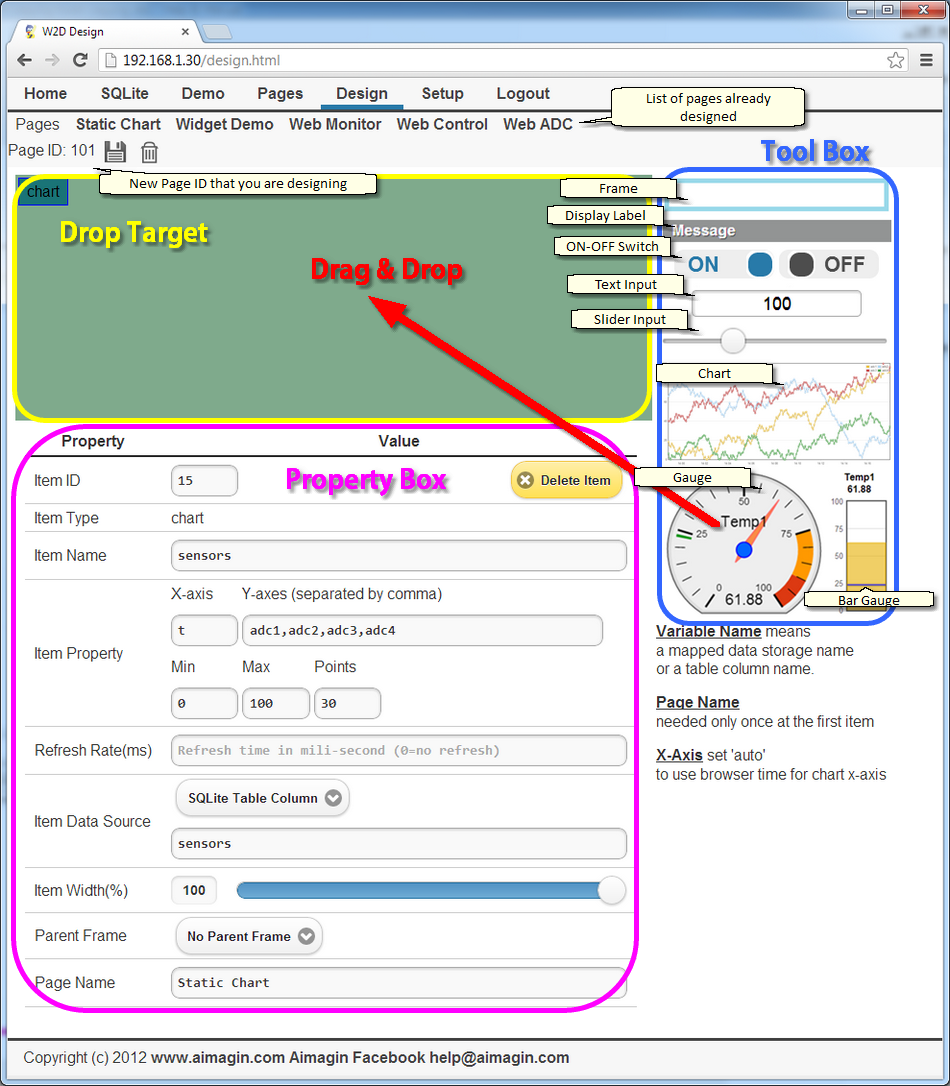 W2D Design
192.168.1.30/design.html
Home SQLite Demo Pages Design Setup Logout
List of pages already
designed
Pages Static Chart Widget Demo Web Monitor Web Control Web ADC
Page ID: 101
New Page ID that you are designing
Tool Box
chart
Drop Target
Drag & Drop
Frame
Display Label
Message
ON-OFF Switch
ON OFF
Text Input
100
Slider Input
Chart
Gauge
Temp1
0
25
50
75
100
61.88
Temp1
61.88
100
75
50
25
Bar Gauge
Property Value
Property Box
Item ID 15 Delete Item
Item Type chart
Item Name sensors
X-axis Y-axes (separated by comma)
t adc1,adc2,adc3,adc4
Item Property
Min Max Points
0 100 30
Refresh Rate(ms) Refresh time in mili-second (0=no refresh)
SQLite Table Column
Item Data Source
sensors
Item Width(%) 100
Parent Frame No Parent Frame
Page Name Static Chart
Variable Name means
a mapped data storage name
or a table column name.
Page Name
needed only once at the first item
X-Axis set 'auto'
to use browser time for chart x-axis
Copyright (c) 2012 www.aimagin.com Aimagin Facebook help@aimagin.com